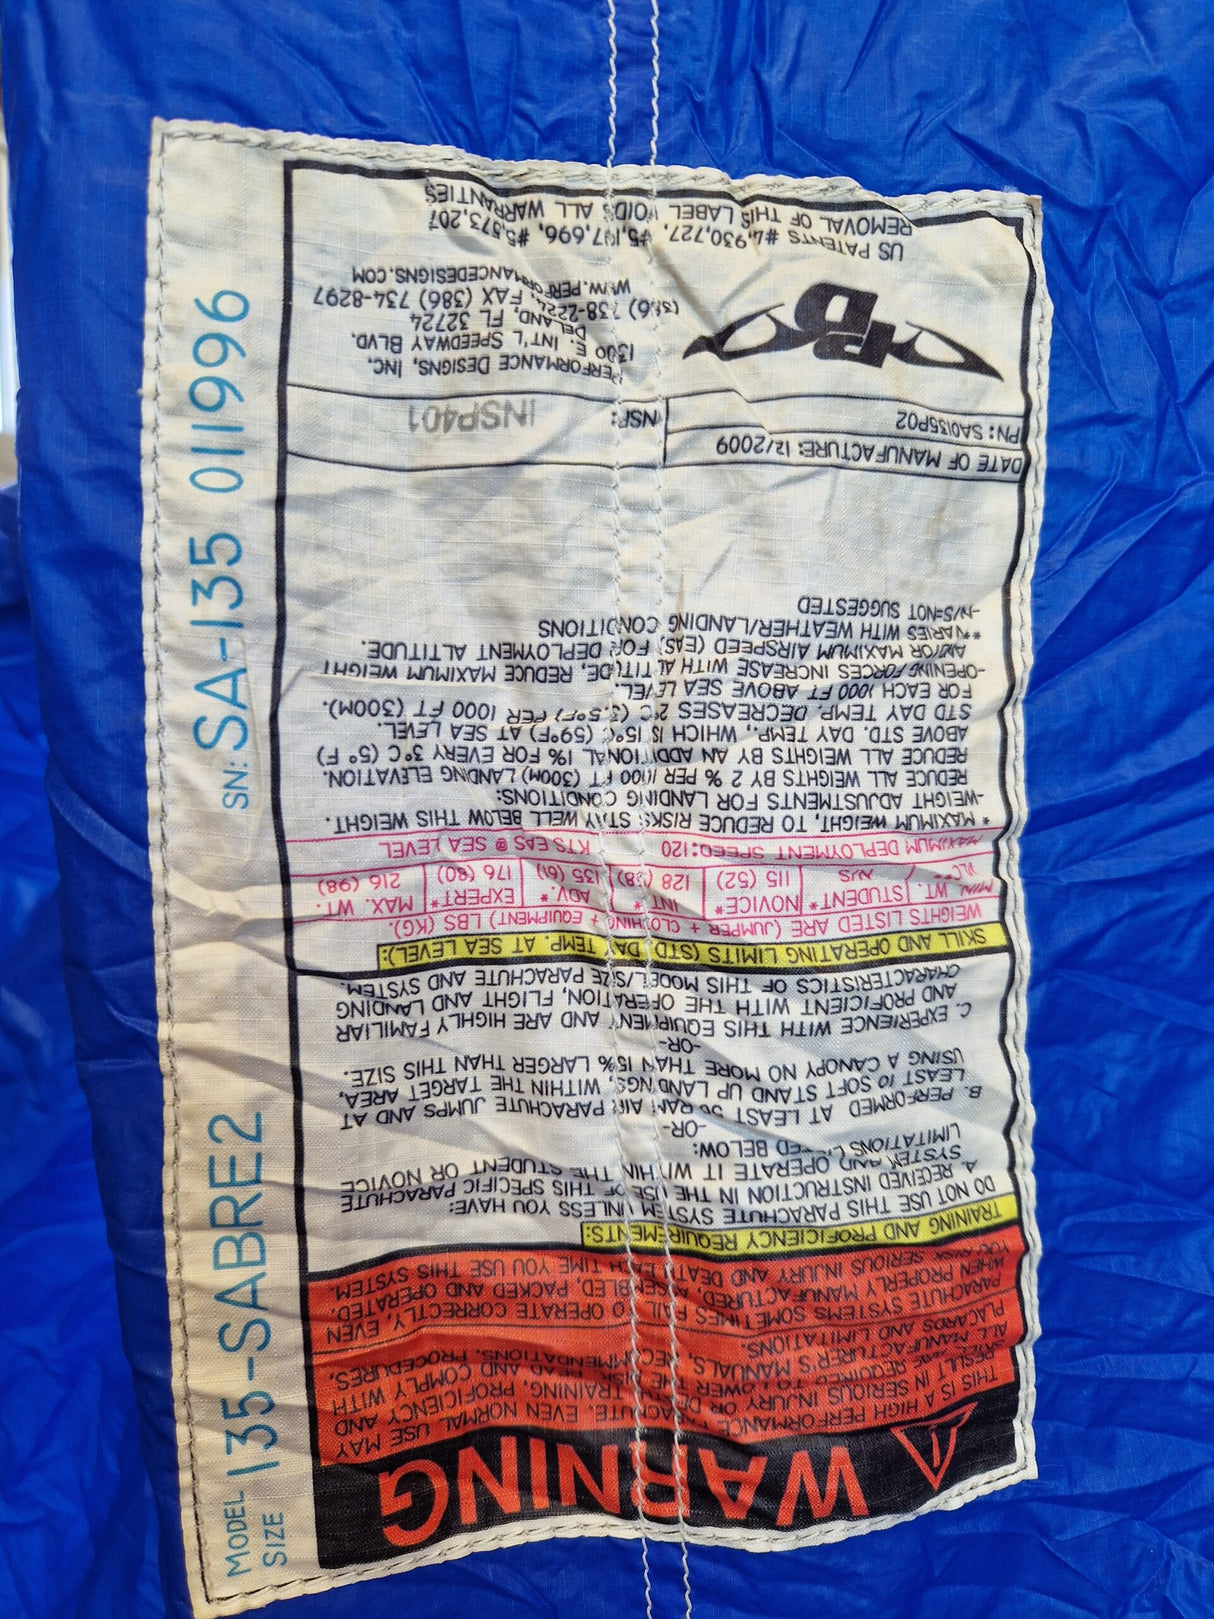 WARNING
A HIGH PERFORMANCE PARACHUTE. EVEN NORMAL USE MAY
THIS IS A RESULT IN SERIOUS INJURY OR DEATH.
TO LOWER THE RISK, READ AND COMPLY WITH
ALL MANUFACTURER'S MANUALS, RECOMMENDATIONS, PROCEDURES,
PLACARDS AND LIMITATIONS.
PARACHUTE SYSTEMS SOMETIMES FAIL TO OPERATE CORRECTLY, EVEN
WHEN PROPERLY MANUFACTURED, ASSEMBLED, PACKED AND OPERATED.
YOU RISK SERIOUS INJURY AND DEATH EACH TIME YOU USE THIS SYSTEM.
TRAINING AND PROFICIENCY REQUIREMENTS:
DO NOT USE THIS PARACHUTE SYSTEM UNLESS YOU HAVE:
A. RECEIVED INSTRUCTION IN THE USE OF THIS SPECIFIC PARACHUTE
SYSTEM AND OPERATE IT WITHIN THE STUDENT OR NOVICE
LIMITATIONS LISTED BELOW:
-OR-
B. PERFORMED AT LEAST 50 RAM AIR PARACHUTE JUMPS AND AT
LEAST 10 SOFT STAND UP LANDINGS, WITHIN THE TARGET AREA,
USING A CANOPY NO MORE THAN 15% LARGER THAN THIS SIZE.
-OR-
C. EXPERIENCE WITH THIS EQUIPMENT AND ARE HIGHLY FAMILIAR
AND PROFICIENT WITH THE OPERATION, FLIGHT AND LANDING
CHARACTERISTICS OF THIS MODEL/SIZE PARACHUTE AND SYSTEM.
SKILL AND OPERATING LIMITS (STD DAY TEMP. AT SEA LEVEL):
WEIGHTS LISTED ARE (JUMPER + CLOTHING + EQUIPMENT) LBS (KG).
MIN. WT. STUDENT* NOVICE* INT.* ADV.* EXPERT* MAX. WT.
WC** N/S 115 (52) 128 (58) 135 (61) 176 (80) 216 (98)
MAXIMUM DEPLOYMENT SPEED: 120 KTS EAS @ SEA LEVEL
* MAXIMUM WEIGHT, TO REDUCE RISKS STAY WELL BELOW THIS WEIGHT.
-WEIGHT ADJUSTMENTS FOR LANDING CONDITIONS:
REDUCE ALL WEIGHTS BY 2 % PER 1000 FT (300M) LANDING ELEVATION.
REDUCE ALL WEIGHTS BY AN ADDITIONAL 1% FOR EVERY 3°C (5°F)
ABOVE STD. DAY TEMP., WHICH IS 15°C (59°F) AT SEA LEVEL.
STD DAY TEMP. DECREASES 2°C (3.5°F) PER 1000 FT (300M).
FOR EACH 1000 FT ABOVE SEA LEVEL.
-OPENING FORCES INCREASE WITH ALTITUDE, REDUCE MAXIMUM WEIGHT
AND/OR MAXIMUM AIRSPEED (EAS) FOR DEPLOYMENT ALTITUDE.
**VARIES WITH WEATHER/LANDING CONDITIONS
-N/S=NOT SUGGESTED
DATE OF MANUFACTURE: 12/2009
PN: SA0135P02
INSP: INSP401
PD
PERFORMANCE DESIGNS, INC.
1300 E. INT'L SPEEDWAY BLVD.
DELAND, FL 32724
(386) 738-2224, FAX (386) 734-8297
WWW.PERFORMANCEDESIGNS.COM
US PATENTS #4,930,727, #5,107,696, #5,573,207
REMOVAL OF THIS LABEL VOIDS ALL WARRANTIES
MODEL
SIZE 135-SABRE2
SN: SA-135 011996